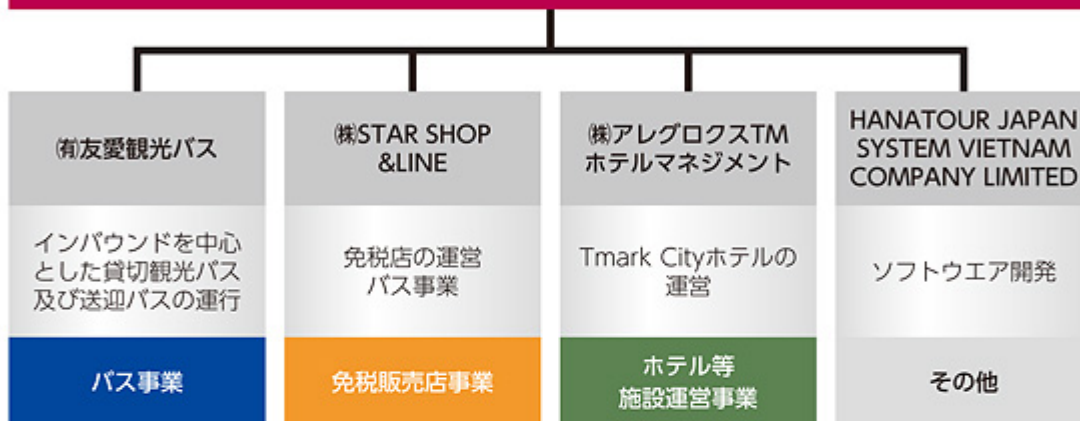 ㈲友愛観光バス
インバウンドを中心
とした貸切観光バス
及び送迎バスの運行
バス事業
㈱STAR SHOP
&LINE
免税店の運営
バス事業
免税販売店事業
㈱アレグロクスTM
ホテルマネジメント
Tmark Cityホテルの
運営
ホテル等
施設運営事業
HANATOUR JAPAN
SYSTEM VIETNAM
COMPANY LIMITED
ソフトウエア開発
その他